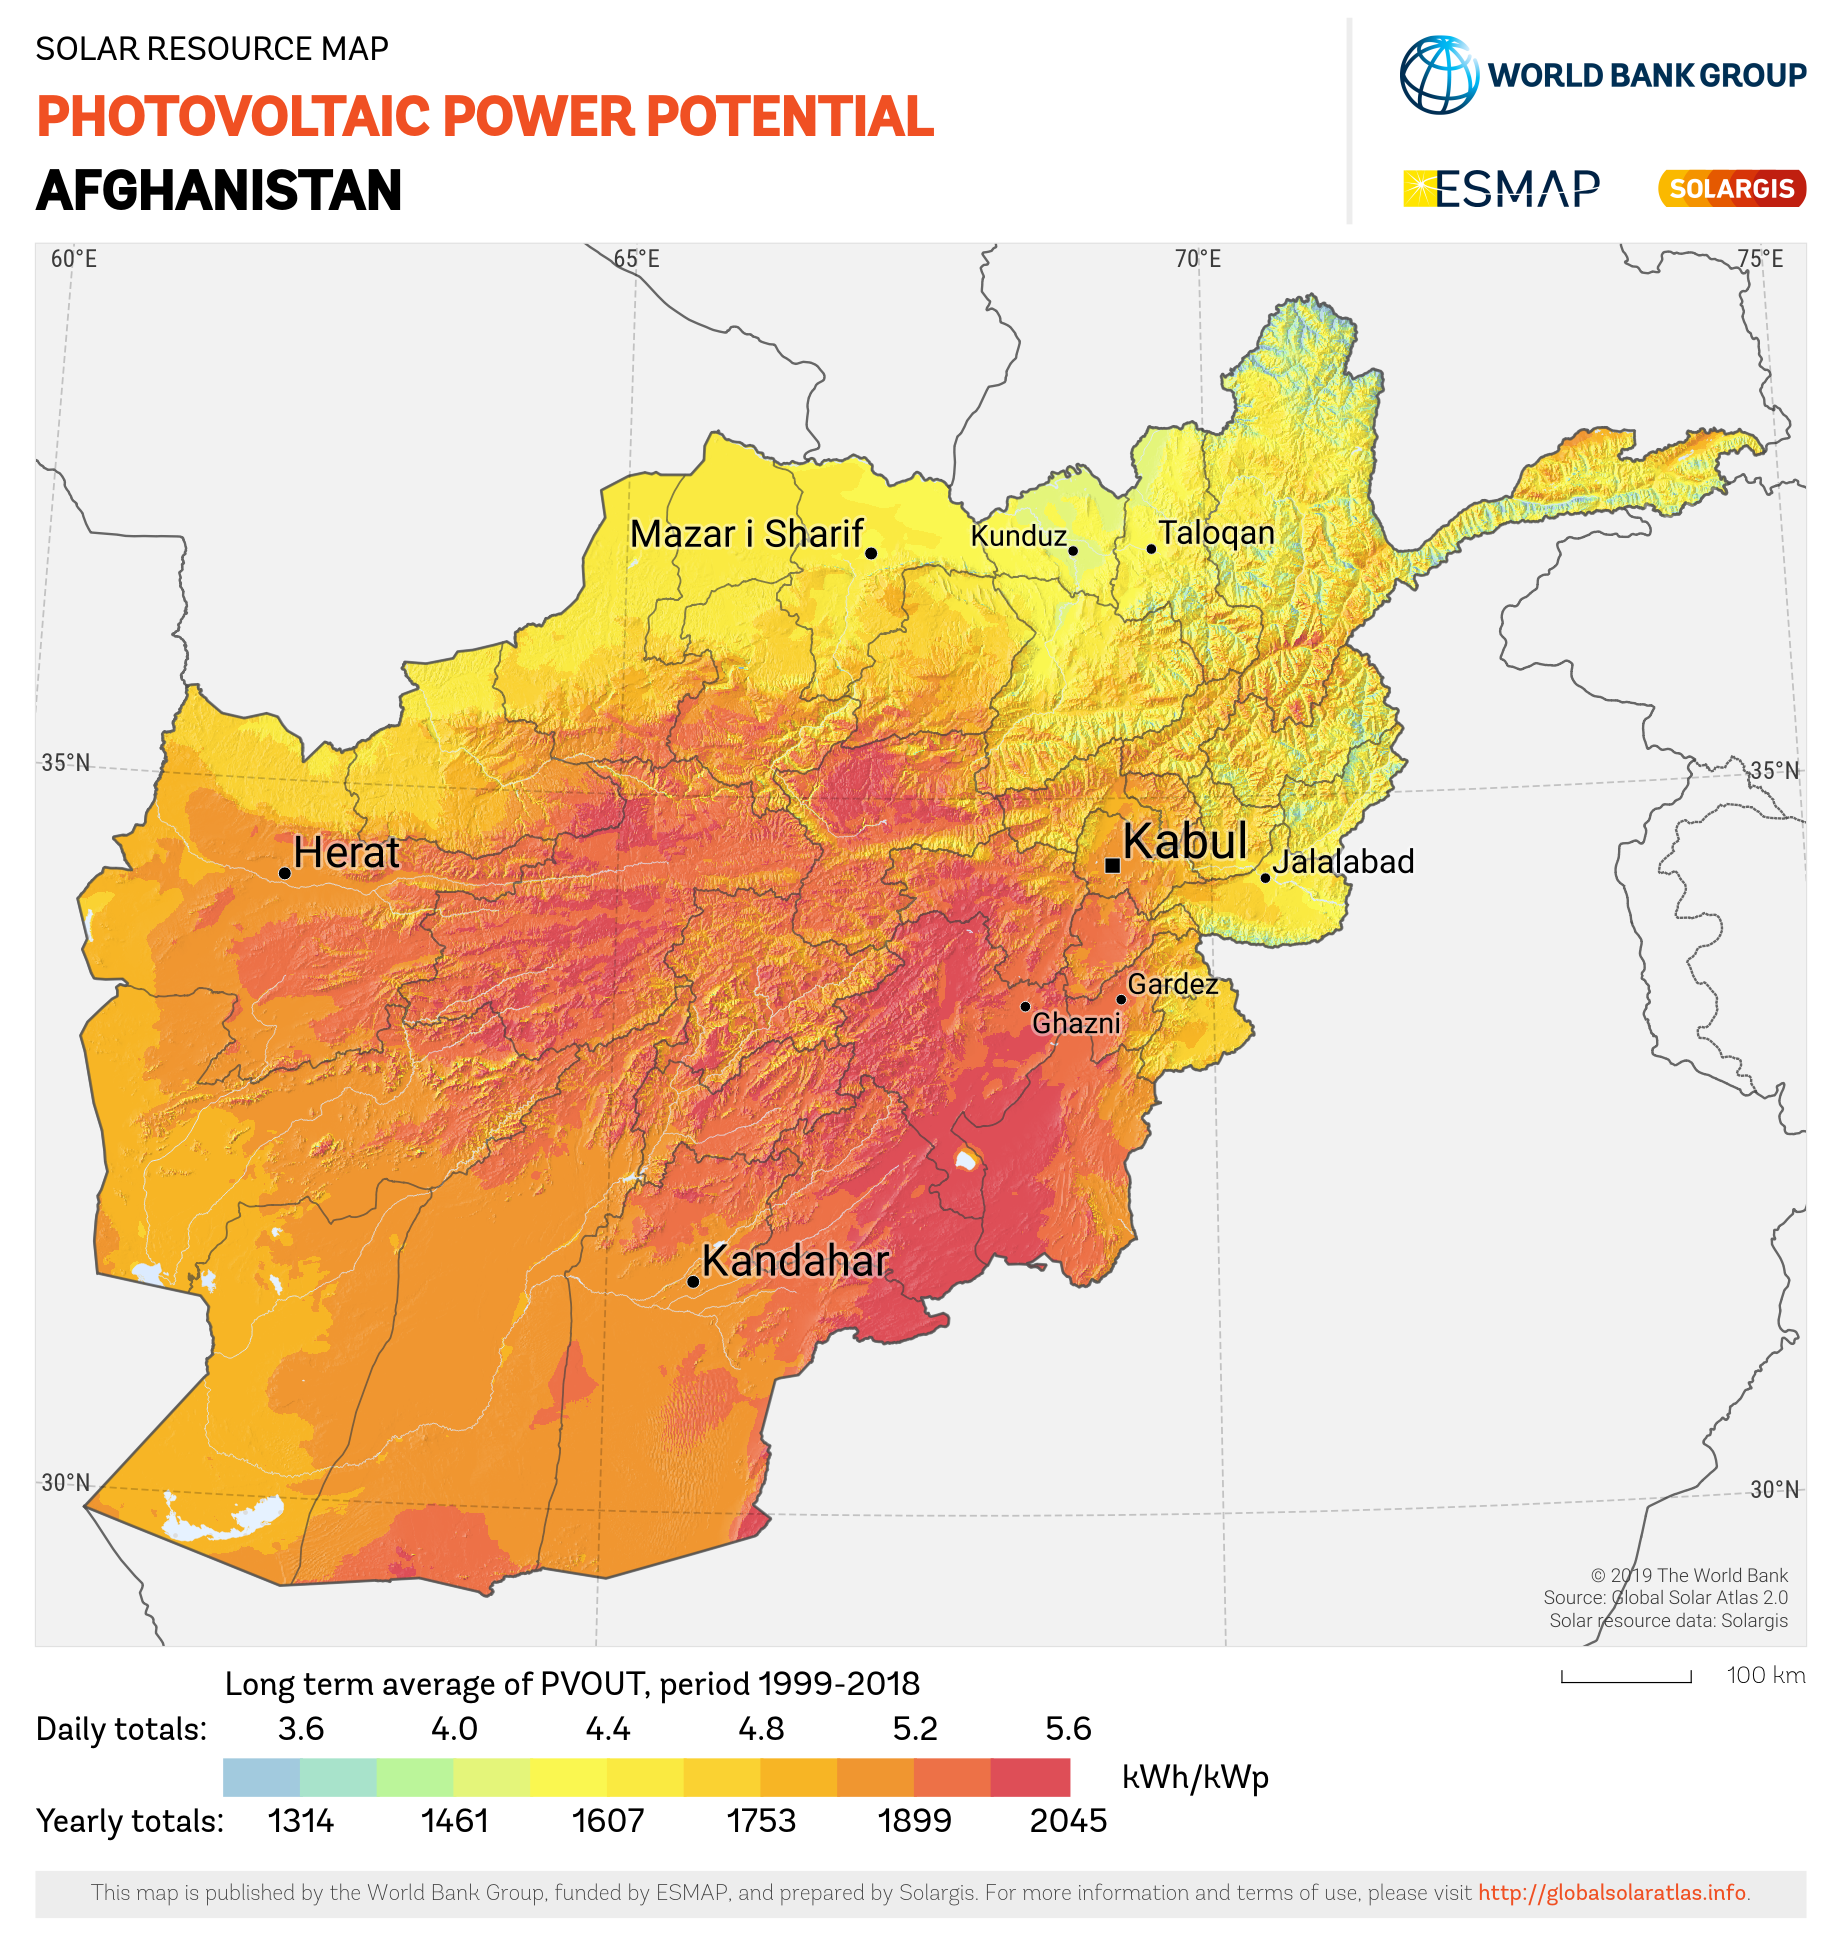 SOLAR RESOURCE MAP
PHOTOVOLTAIC POWER POTENTIAL
AFGHANISTAN
WORLD BANK GROUP
ESMAP
SOLARGIS
60°E
65°E
70°E
75°E
Mazar i Sharif
Kunduz
Taloqan
35°N
35°N
Herat
Kabul
Jalalabad
Gardez
Ghazni
Kandahar
30°N
30°N
© 2019 The World Bank
Source: Global Solar Atlas 2.0
Solar resource data: Solargis
100 km
Long term average of PVOUT, period 1999-2018
Daily totals: 3.6 4.0 4.4 4.8 5.2 5.6
kWh/kWp
Yearly totals: 1314 1461 1607 1753 1899 2045
This map is published by the World Bank Group, funded by ESMAP, and prepared by Solargis. For more information and terms of use, please visit http://globalsolaratlas.info.